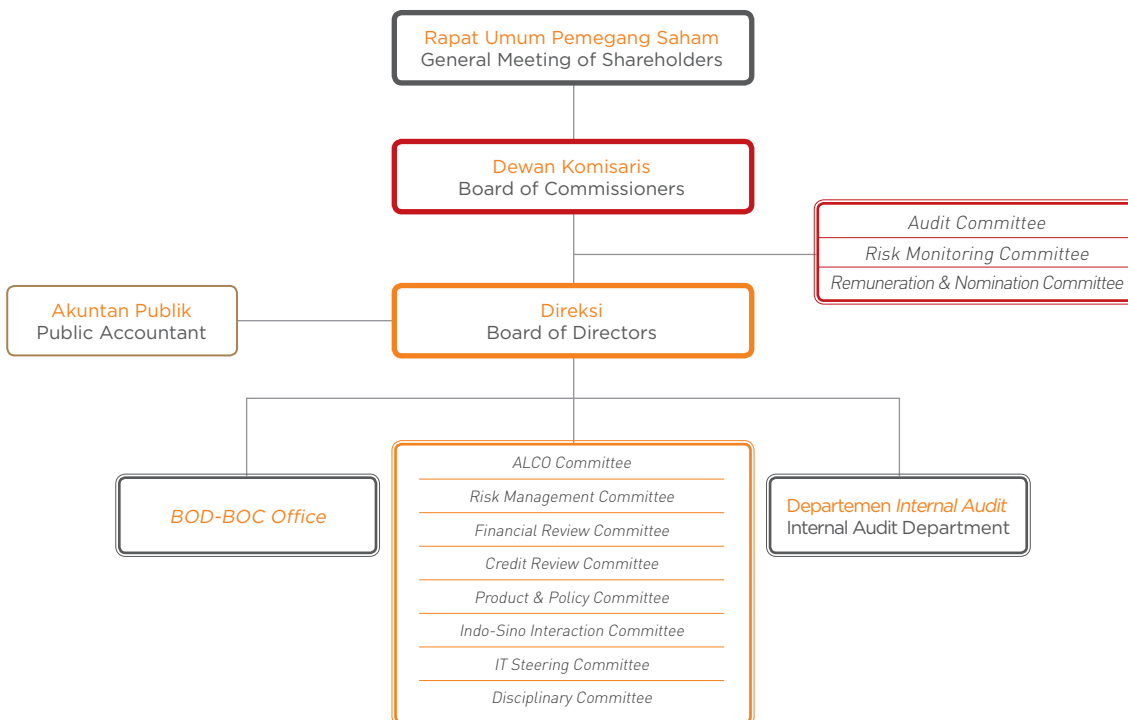 Rapat Umum Pemegang Saham
General Meeting of Shareholders
Dewan Komisaris
Board of Commissioners
Audit Committee
Risk Monitoring Committee
Remuneration & Nomination Committee
Akuntan Publik
Public Accountant
Direksi
Board of Directors
BOD-BOC Office
ALCO Committee
Risk Management Committee
Financial Review Committee
Credit Review Committee
Product & Policy Committee
Indo-Sino Interaction Committee
IT Steering Committee
Disciplinary Committee
Departemen Internal Audit
Internal Audit Department